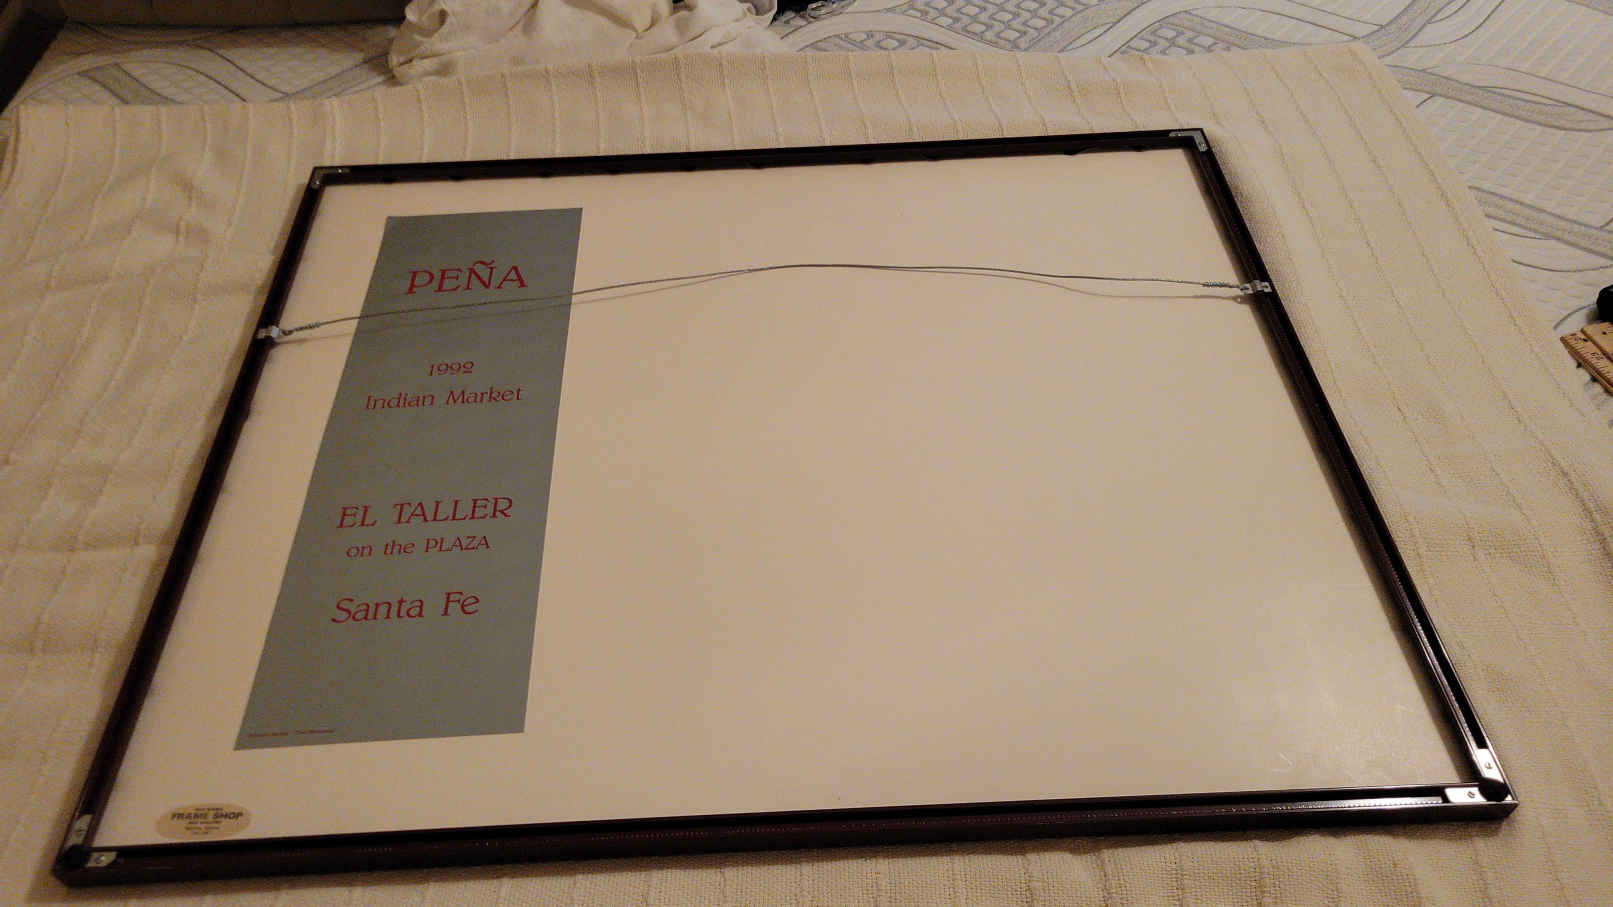 PEÑA
1992
Indian Market
EL TALLER
on the PLAZA
Santa Fe
FRAME SHOP